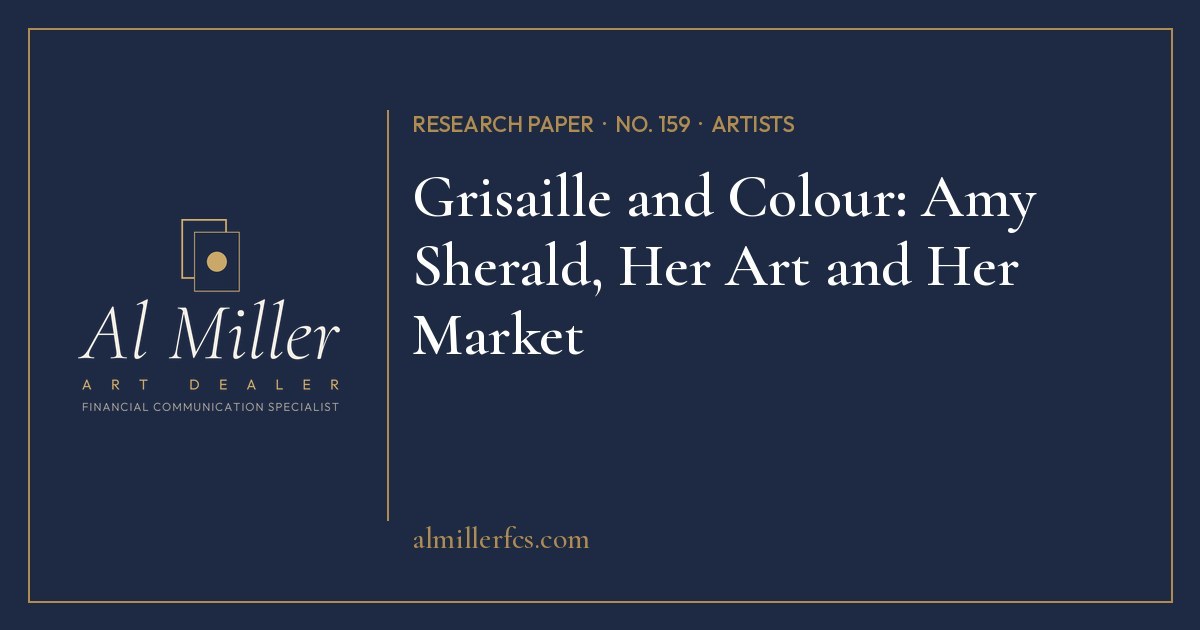 RESEARCH PAPER · NO. 159 · ARTISTS
Grisaille and Colour: Amy
Sherald, Her Art and Her
Market
Al Miller
ART DEALER
FINANCIAL COMMUNICATION SPECIALIST
almillerfcs.com